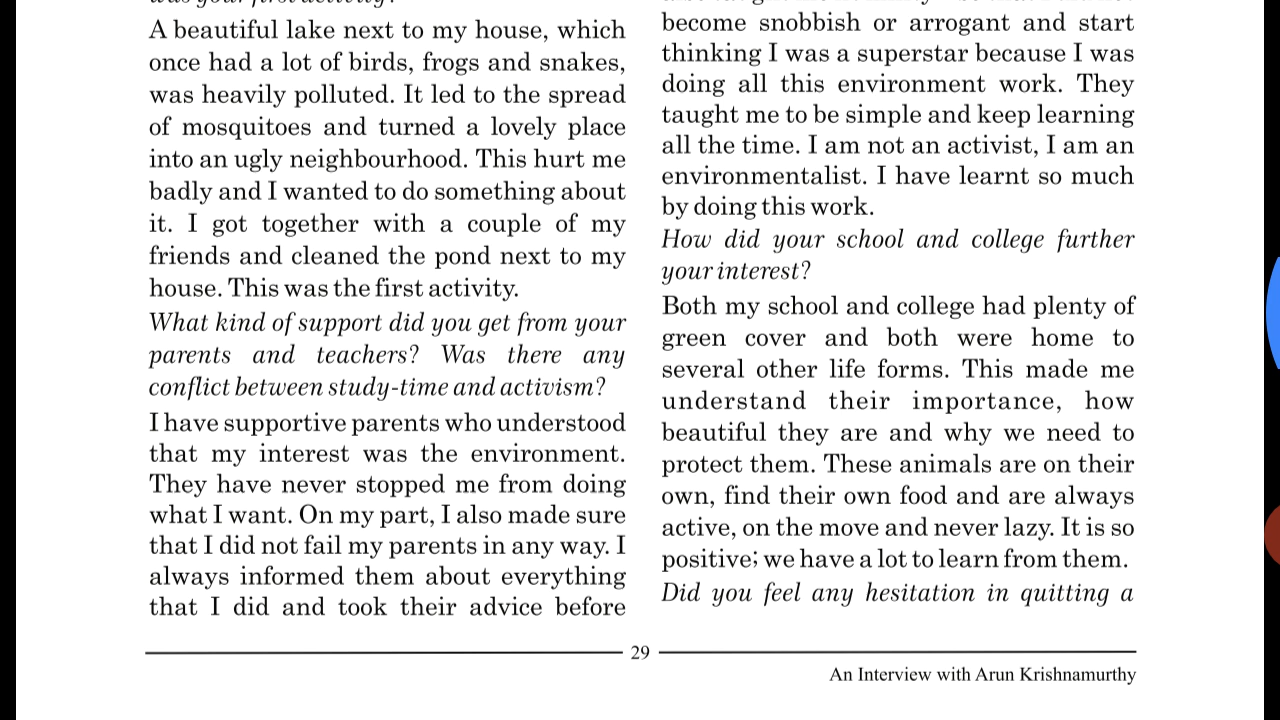 was your first activity?
A beautiful lake next to my house, which
once had a lot of birds, frogs and snakes,
was heavily polluted. It led to the spread
of mosquitoes and turned a lovely place
into an ugly neighbourhood. This hurt me
badly and I wanted to do something about
it. I got together with a couple of my
friends and cleaned the pond next to my
house. This was the first activity.
What kind of support did you get from your
parents and teachers? Was there any
conflict between study-time and activism?
I have supportive parents who understood
that my interest was the environment.
They have never stopped me from doing
what I want. On my part, I also made sure
that I did not fail my parents in any way. I
always informed them about everything
that I did and took their advice before
become snobbish or arrogant and start
thinking I was a superstar because I was
doing all this environment work. They
taught me to be simple and keep learning
all the time. I am not an activist, I am an
environmentalist. I have learnt so much
by doing this work.
How did your school and college further
your interest?
Both my school and college had plenty of
green cover and both were home to
several other life forms. This made me
understand their importance, how
beautiful they are and why we need to
protect them. These animals are on their
own, find their own food and are always
active, on the move and never lazy. It is so
positive; we have a lot to learn from them.
Did you feel any hesitation in quitting a
29
An Interview with Arun Krishnamurthy